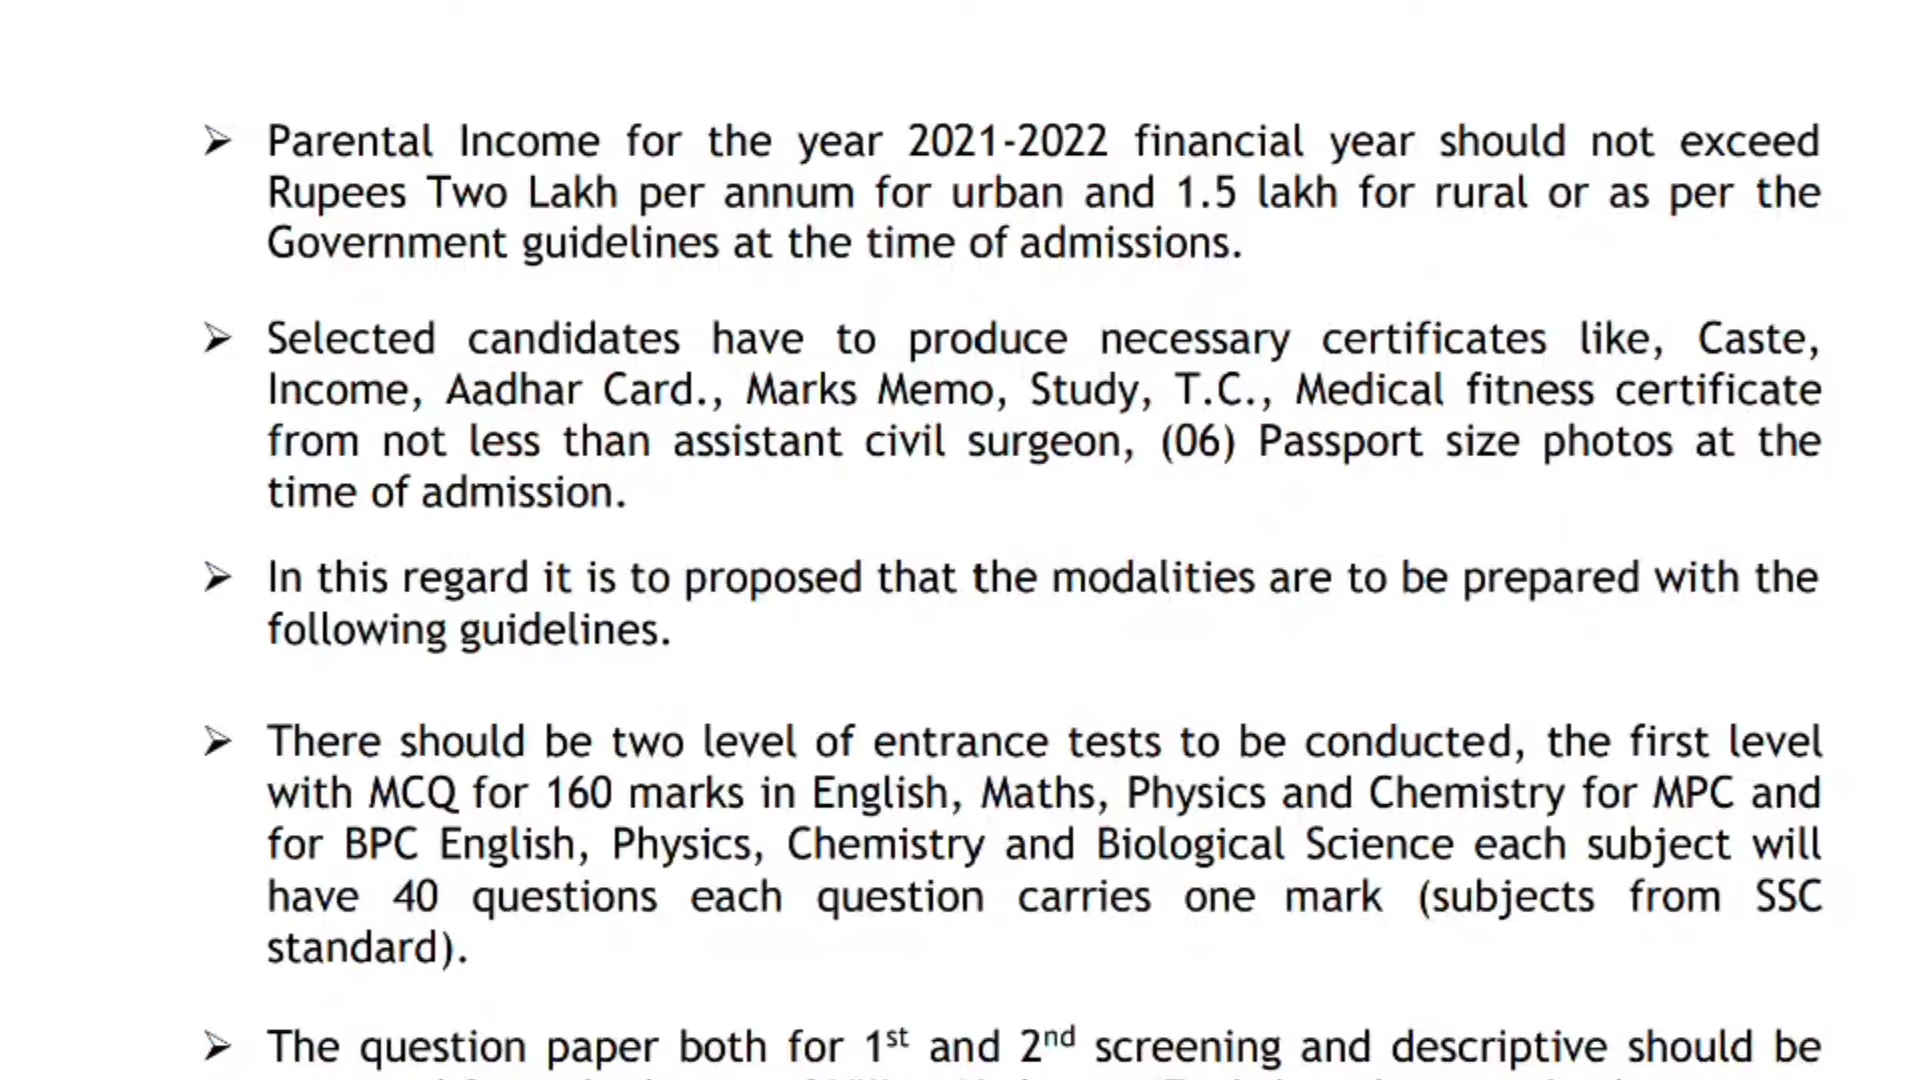 ➢ Parental Income for the year 2021-2022 financial year should not exceed
Rupees Two Lakh per annum for urban and 1.5 lakh for rural or as per the
Government guidelines at the time of admissions.
➢ Selected candidates have to produce necessary certificates like, Caste,
Income, Aadhar Card., Marks Memo, Study, T.C., Medical fitness certificate
from not less than assistant civil surgeon, (06) Passport size photos at the
time of admission.
➢ In this regard it is to proposed that the modalities are to be prepared with the
following guidelines.
➢ There should be two level of entrance tests to be conducted, the first level
with MCQ for 160 marks in English, Maths, Physics and Chemistry for MPC and
for BPC English, Physics, Chemistry and Biological Science each subject will
have 40 questions each question carries one mark (subjects from SSC
standard).
➢ The question paper both for 1st and 2nd screening and descriptive should be